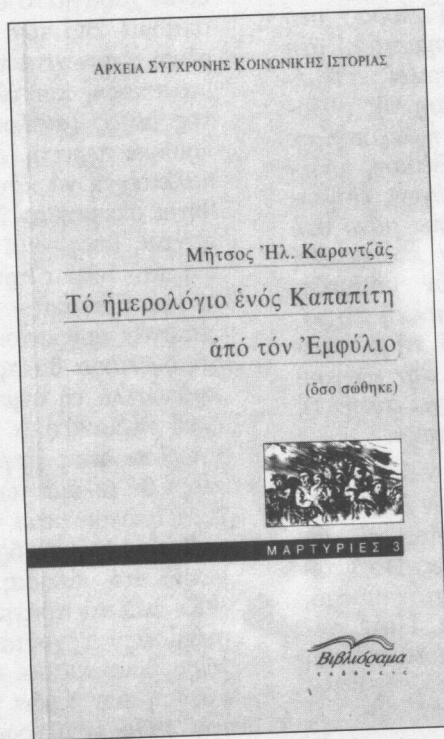 ΑΡΧΕΙΑ ΣΥΓΧΡΟΝΗΣ ΚΟΙΝΩΝΙΚΗΣ ΙΣΤΟΡΙΑΣ
Μῆτσος Ἠλ. Καραντζᾶς
Τό ἡμερολόγιο ἑνός Καπαπίτη
ἀπό τόν Ἐμφύλιο
(ὅσο σώθηκε)
ΜΑΡΤΥΡΙΕΣ 3
Βιβλιόραμα
εκδόσεις